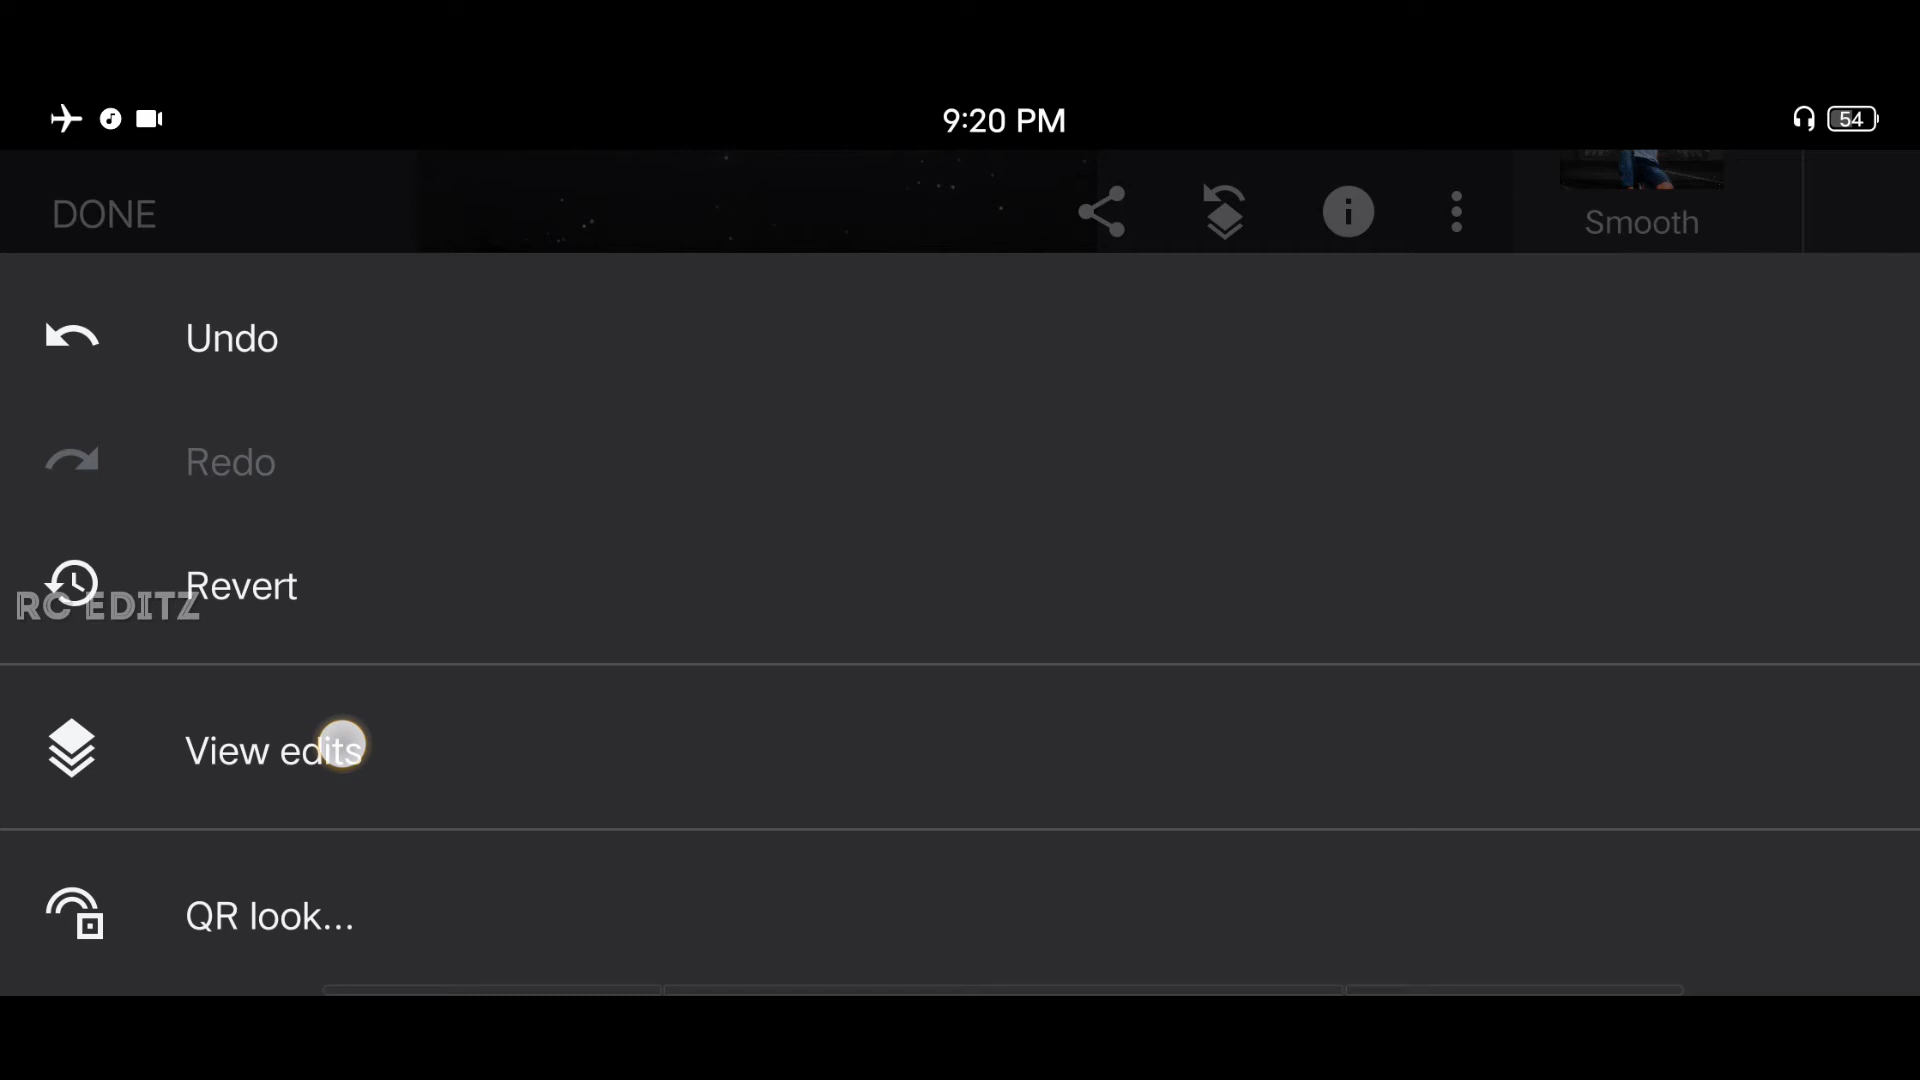 9:20 PM
54
DONE
Smooth
Undo
Redo
Revert
RC EDITZ
View edits
QR look...